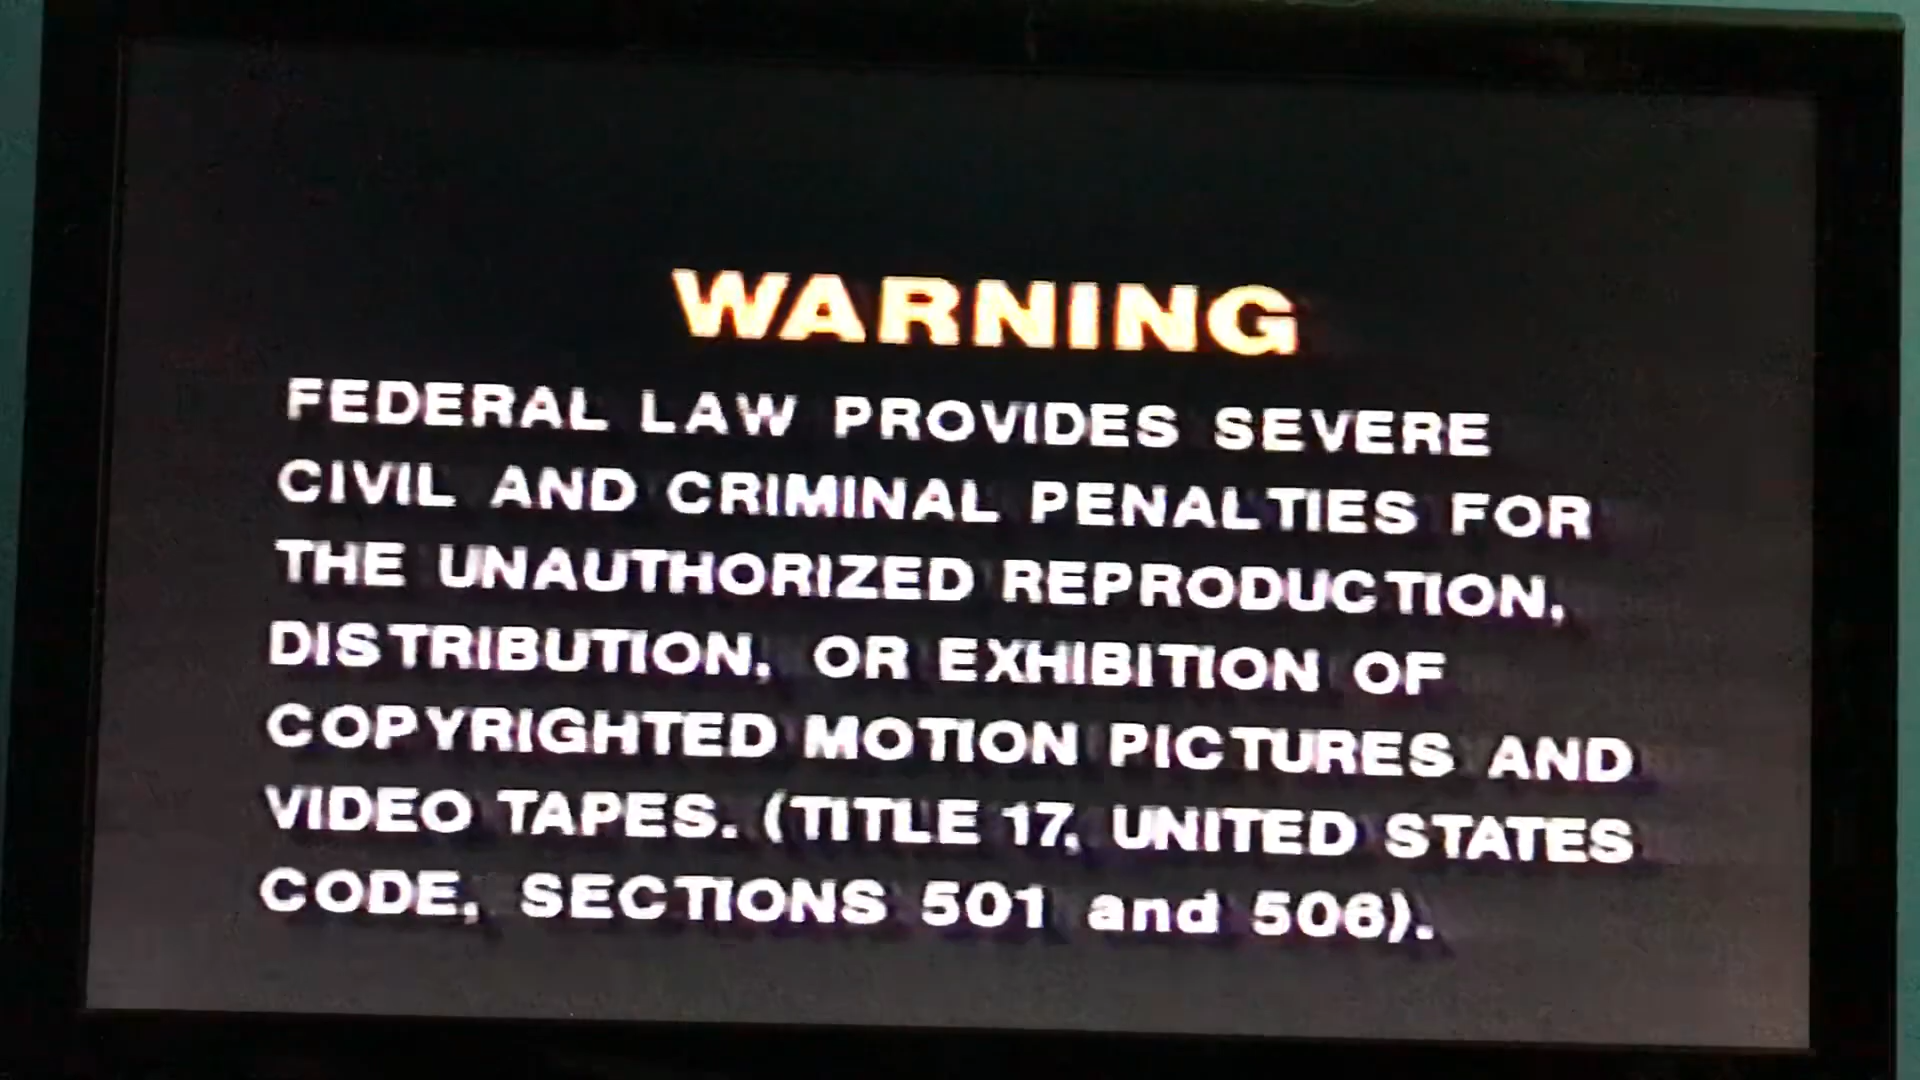 WARNING
FEDERAL LAW PROVIDES SEVERE
CIVIL AND CRIMINAL PENALTIES FOR
THE UNAUTHORIZED REPRODUCTION,
DISTRIBUTION, OR EXHIBITION OF
COPYRIGHTED MOTION PICTURES AND
VIDEO TAPES. (TITLE 17, UNITED STATES
CODE, SECTIONS 501 and 506).